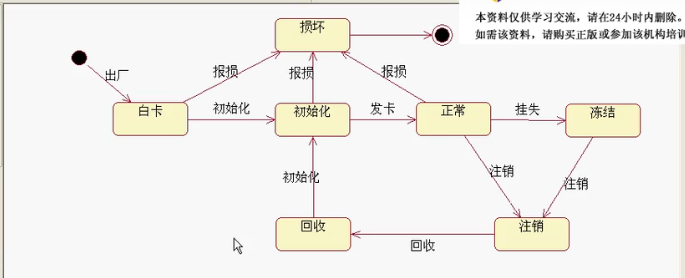 本资料仅供学习交流，请在24小时内删除。
如需该资料，请购买正版或参加该机构培训
损坏
出厂
报损
报损
报损
白卡
初始化
初始化
发卡
正常
挂失
冻结
初始化
注销
注销
回收
回收
注销